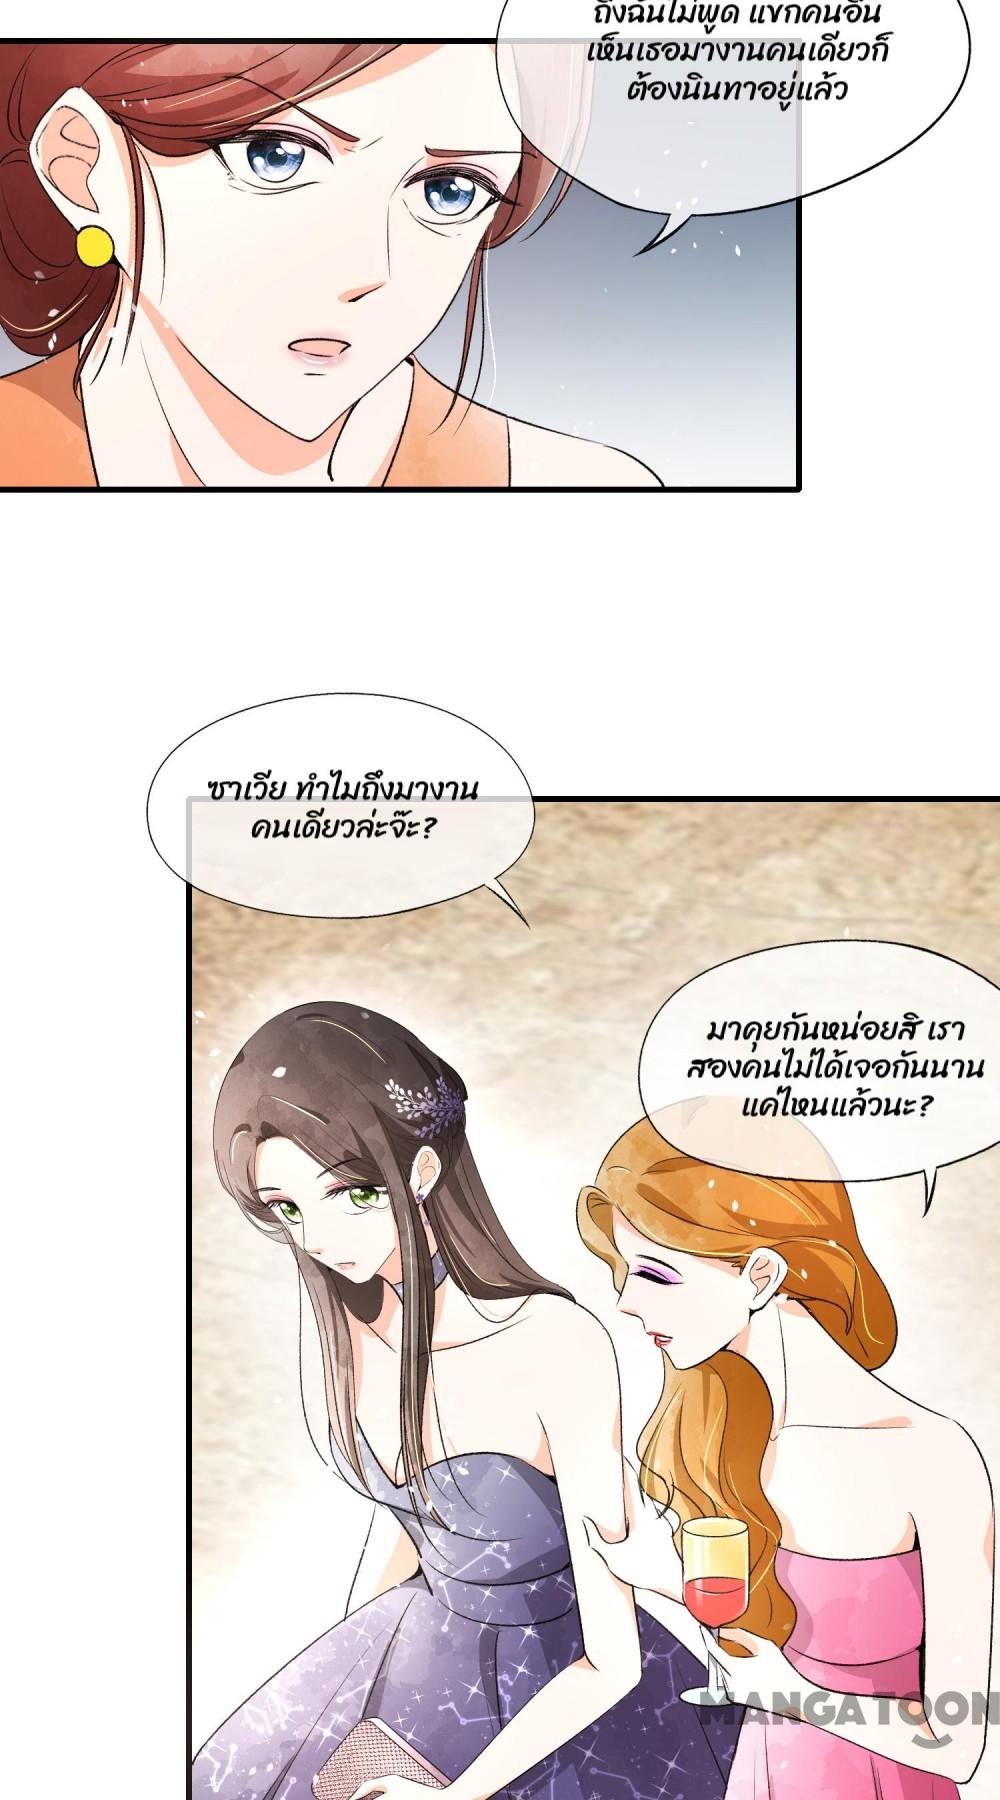 ถึงฉันไม่พูด แขกคนอื่น
เห็นเธอมางานคนเดียวก็
ต้องนินทาอยู่แล้ว
ซาเวีย ทำไมถึงมางาน
คนเดียวล่ะจ๊ะ?
มาคุยกันหน่อยสิ เรา
สองคนไม่ได้เจอกันนาน
แค่ไหนแล้วนะ?
MANGATOON